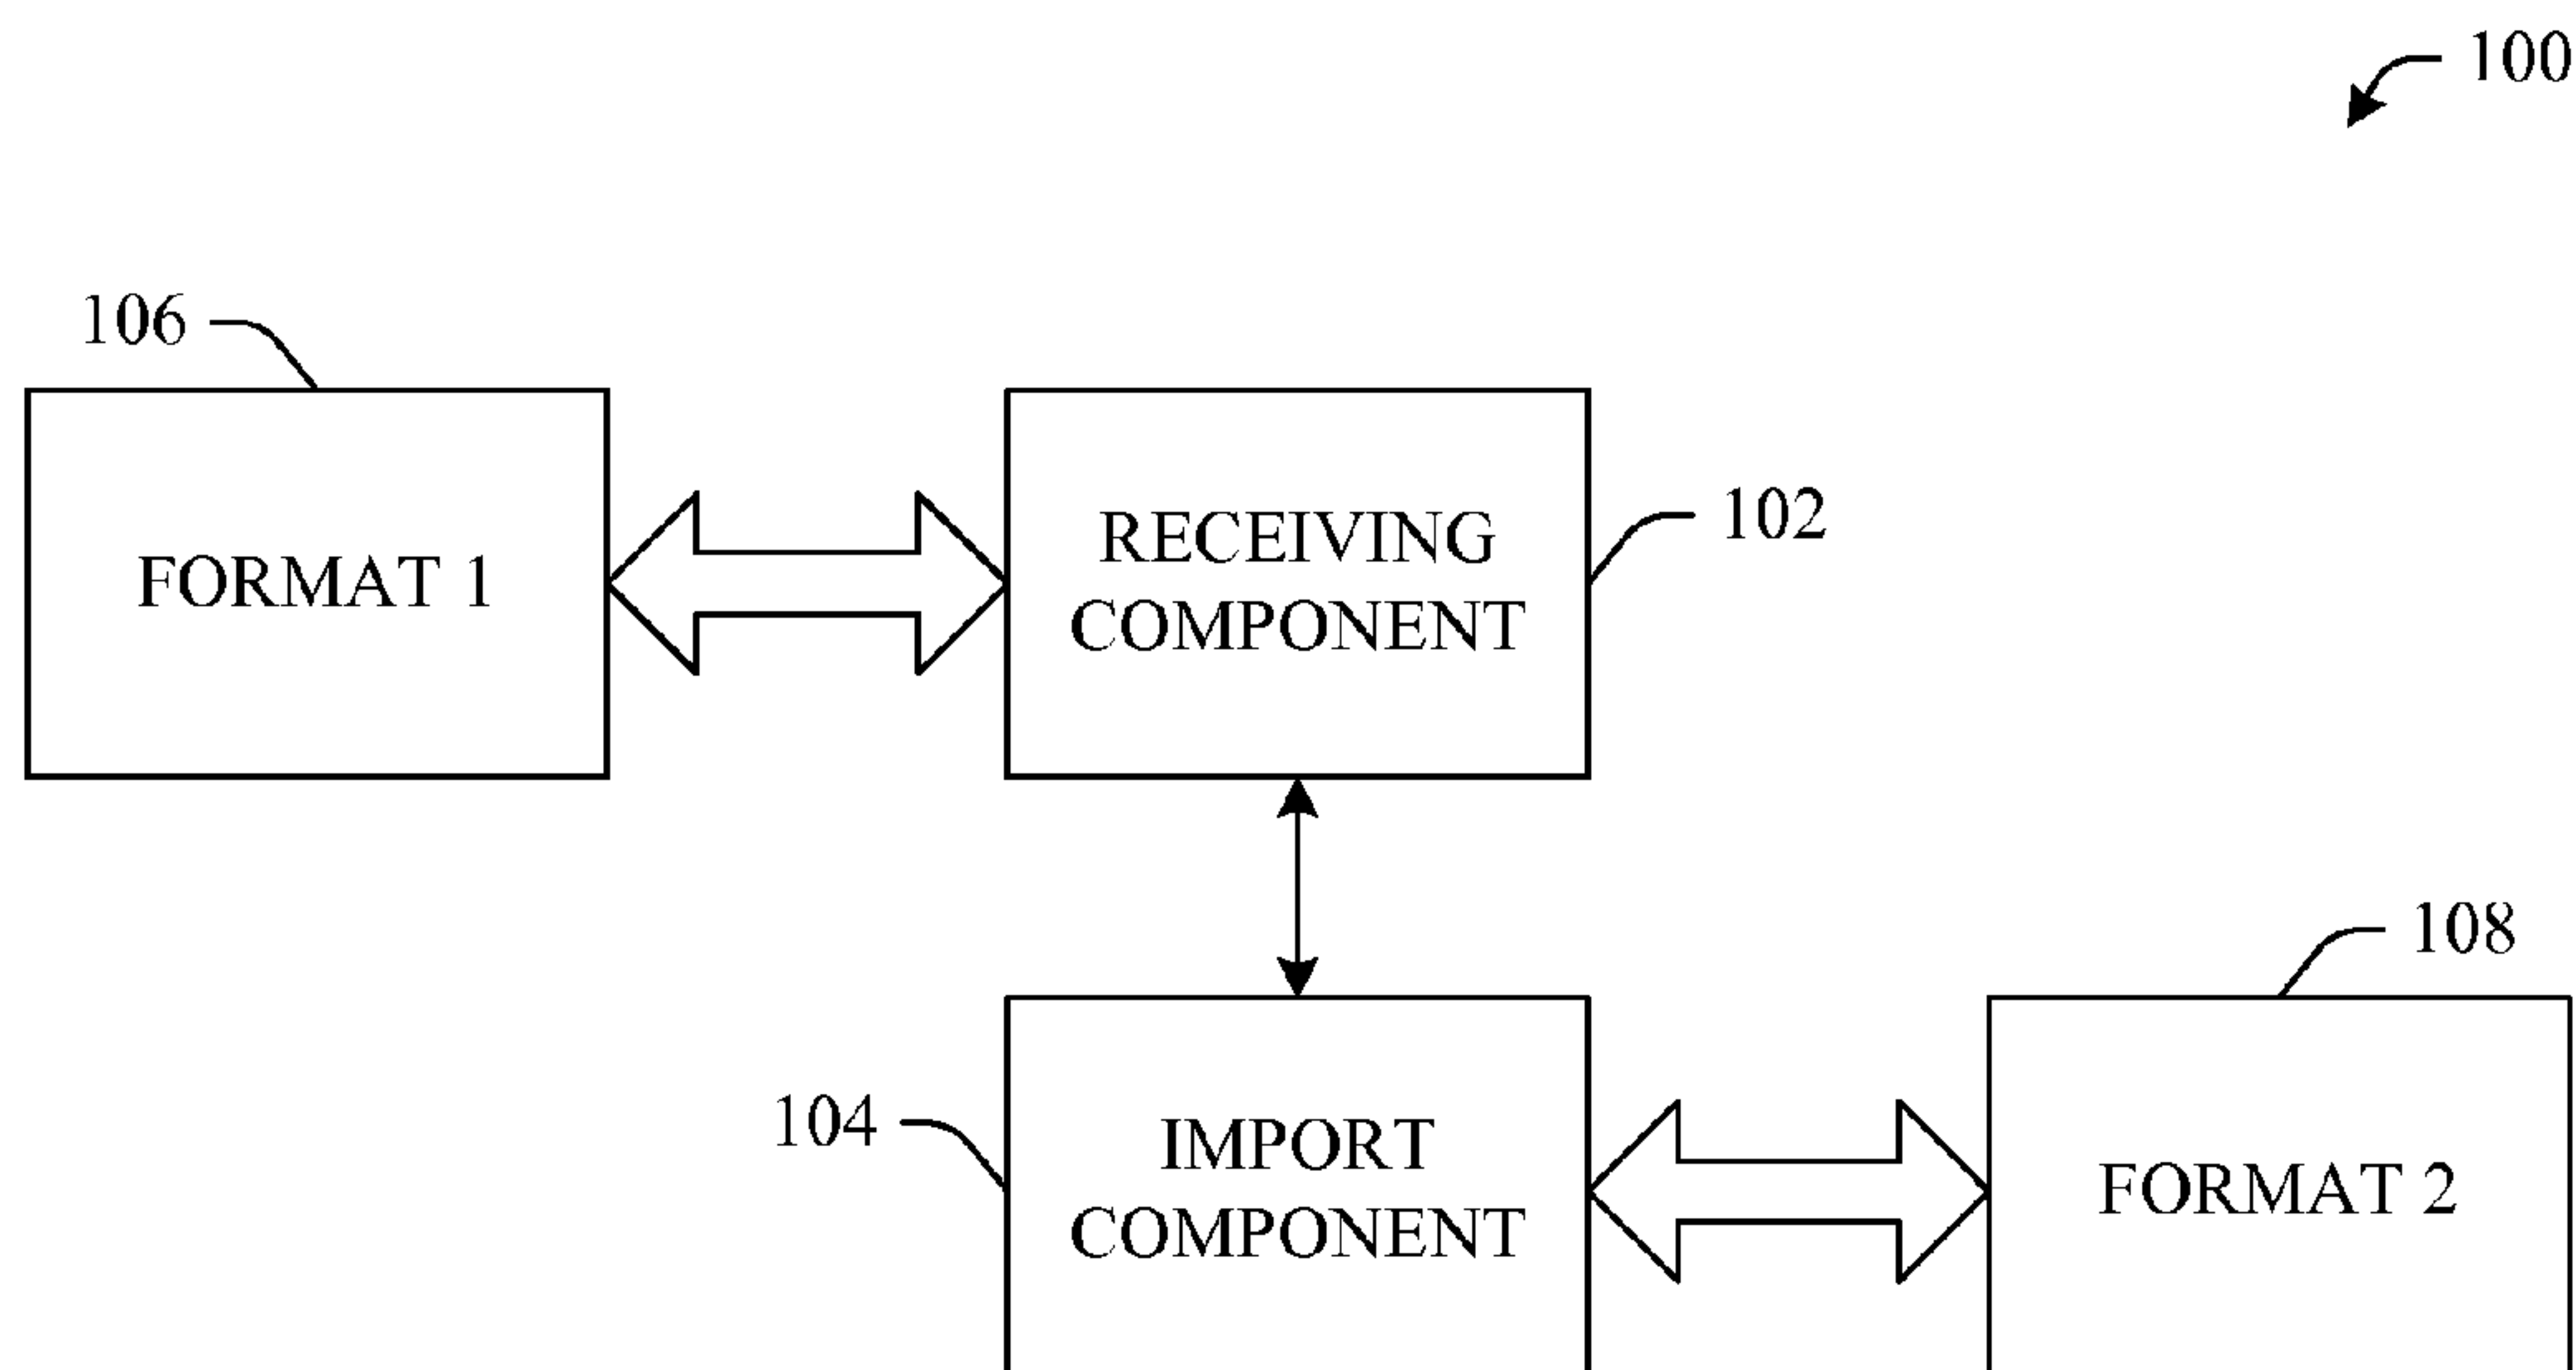 100
106
FORMAT 1
RECEIVING
COMPONENT
102
108
104
IMPORT
COMPONENT
FORMAT 2